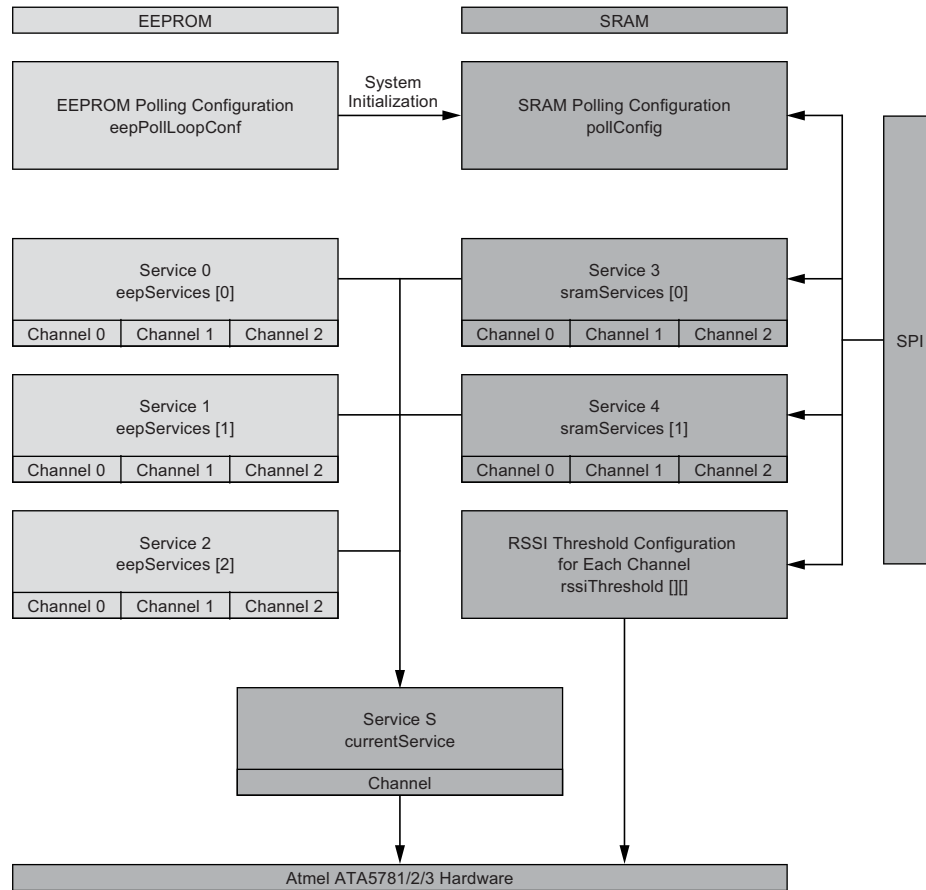 EEPROM
SRAM
EEPROM Polling Configuration
eepPollLoopConf
System
Initialization
SRAM Polling Configuration
pollConfig
Service 0
eepServices [0]
Channel 0 Channel 1 Channel 2
Service 3
sramServices [0]
Channel 0 Channel 1 Channel 2
SPI
Service 1
eepServices [1]
Channel 0 Channel 1 Channel 2
Service 4
sramServices [1]
Channel 0 Channel 1 Channel 2
Service 2
eepServices [2]
Channel 0 Channel 1 Channel 2
RSSI Threshold Configuration
for Each Channel
rssiThreshold [][]
Service S
currentService
Channel
Atmel ATA5781/2/3 Hardware